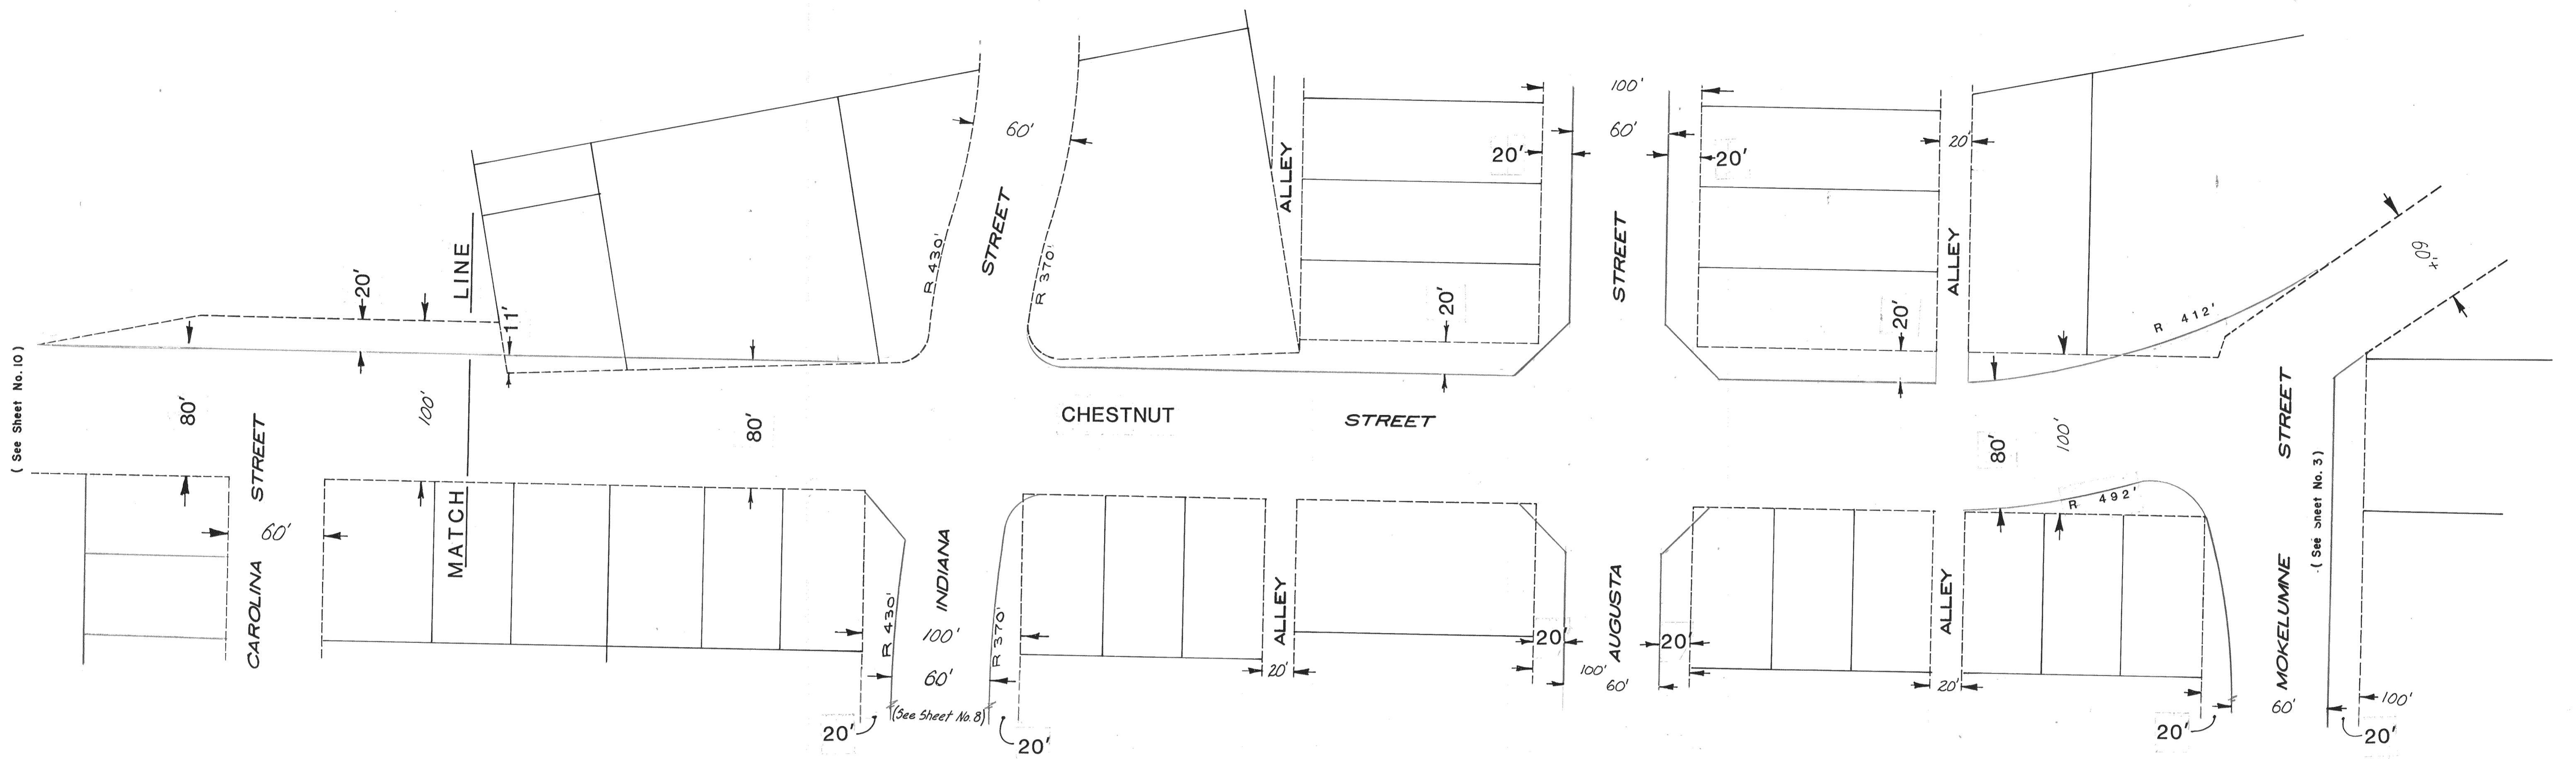 100'
60'
60'
20'
20'
20'
ALLEY
STREET
STREET
ALLEY
60'±
LINE
20'
11'
R 430'
R 370'
20'
20'
R 412'
(See Sheet No. 10)
80'
100'
80'
CHESTNUT STREET
80'
100'
STREET
STREET
(See Sheet No. 3)
R 492'
60'
MATCH
CAROLINA
INDIANA
ALLEY
AUGUSTA
ALLEY
MOKELUMNE
R 430'
R 370'
100'
60'
20'
20'
20'
100'
60'
20'
(See Sheet No. 8)
20'
20'
20'
60'
100'
20'